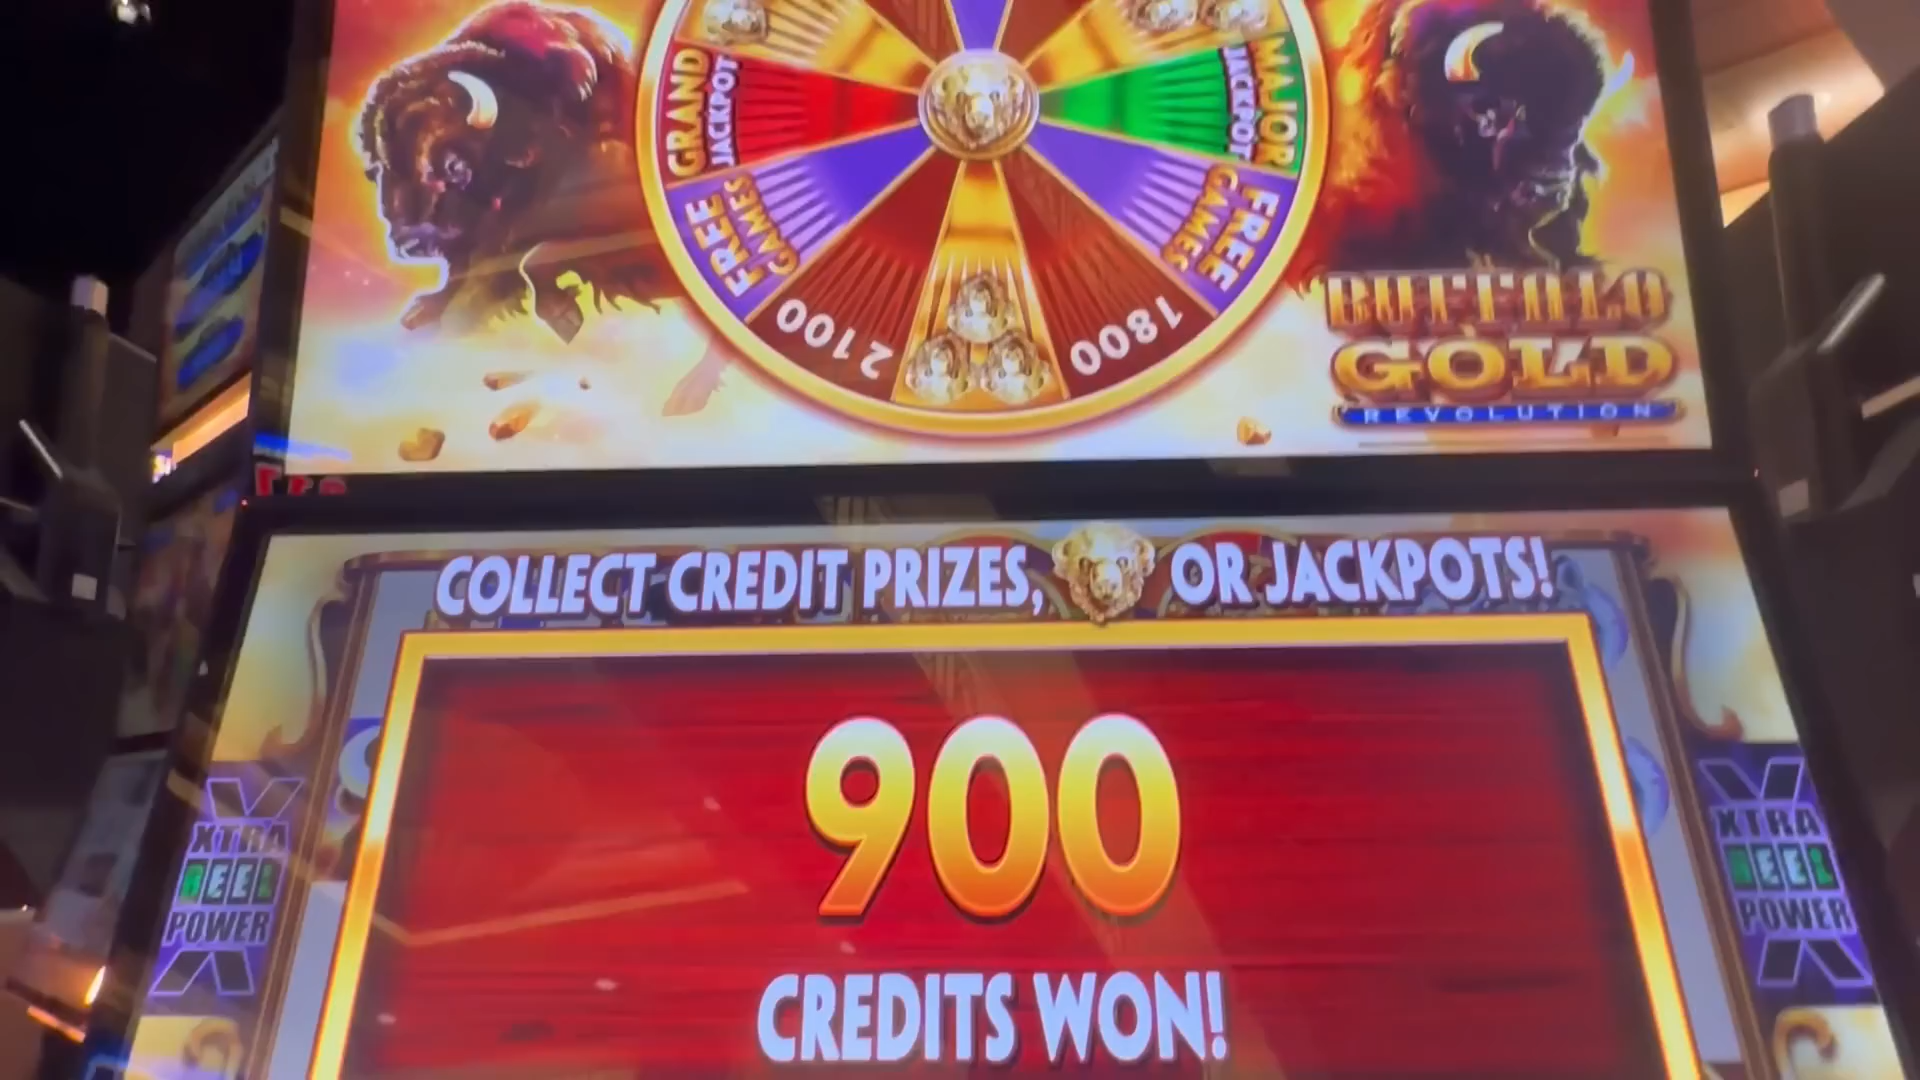 GRAND
JACKPOT
MAJOR
JACKPOT
FREE
GAMES
FREE
GAMES
2100
1800
BUFFALO
GOLD
REVOLUTION
COLLECT CREDIT PRIZES, OR JACKPOTS!
900
CREDITS WON!
XTRA
REEL
POWER
XTRA
REEL
POWER